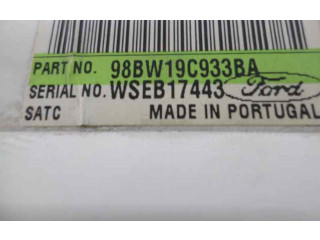 PART NO. 98BW19C933BA
SERIAL NO. WSEB17443 Ford
SATC MADE IN PORTUGAL